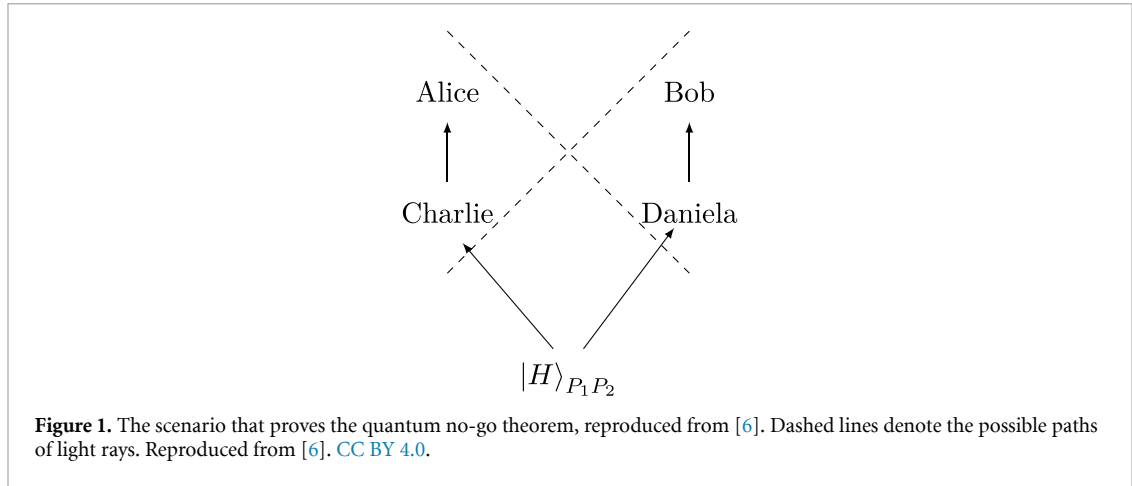 Alice Bob
Charlie Daniela
|H⟩P₁P₂
Figure 1. The scenario that proves the quantum no-go theorem, reproduced from [6]. Dashed lines denote the possible paths
of light rays. Reproduced from [6]. CC BY 4.0.